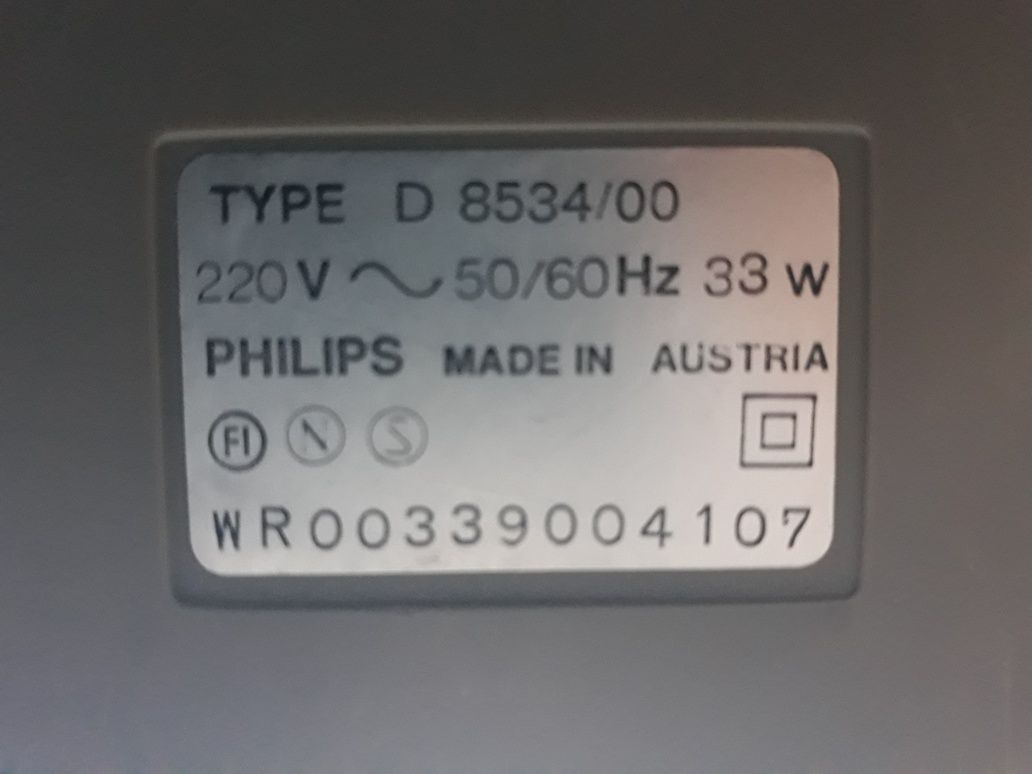 TYPE D 8534/00
220V ~ 50/60Hz 33 W
PHILIPS MADE IN AUSTRIA
FI N S
WR00339004107